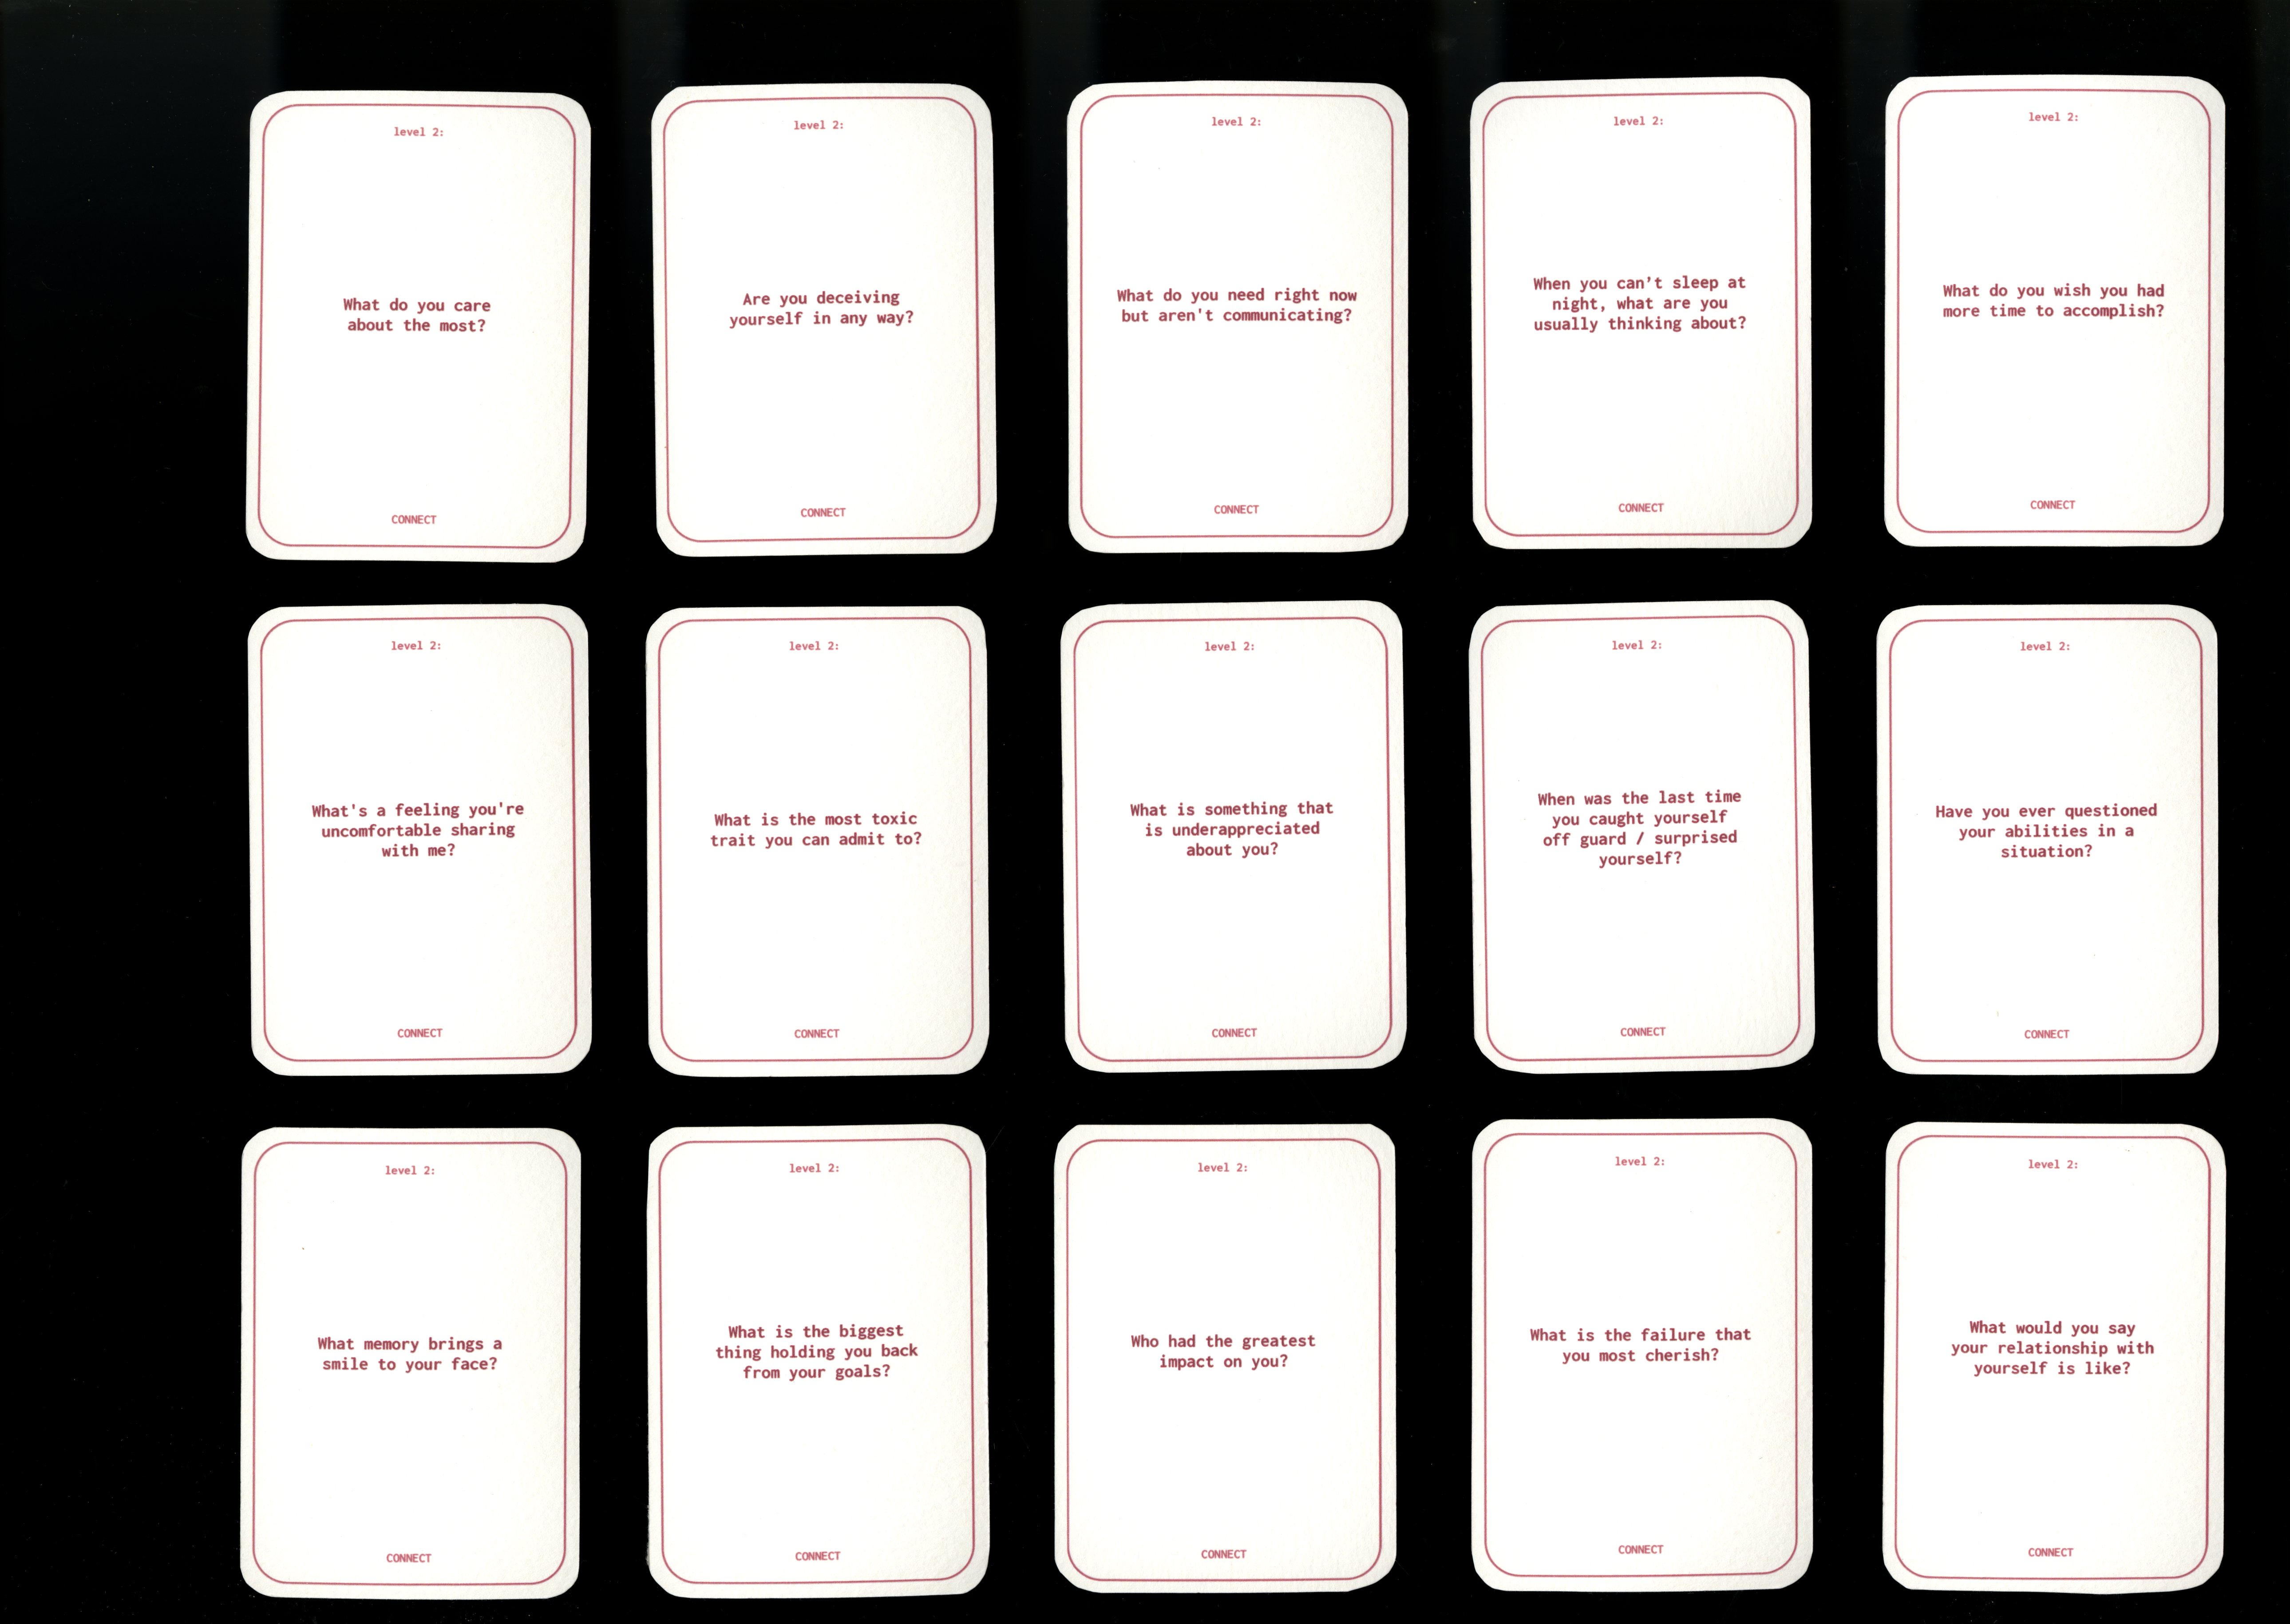 level 2:
What do you care
about the most?
CONNECT
level 2:
Are you deceiving
yourself in any way?
CONNECT
level 2:
What do you need right now
but aren't communicating?
CONNECT
level 2:
When you can’t sleep at
night, what are you
usually thinking about?
CONNECT
level 2:
What do you wish you had
more time to accomplish?
CONNECT
level 2:
What's a feeling you're
uncomfortable sharing
with me?
CONNECT
level 2:
What is the most toxic
trait you can admit to?
CONNECT
level 2:
What is something that
is underappreciated
about you?
CONNECT
level 2:
When was the last time
you caught yourself
off guard / surprised
yourself?
CONNECT
level 2:
Have you ever questioned
your abilities in a
situation?
CONNECT
level 2:
What memory brings a
smile to your face?
CONNECT
level 2:
What is the biggest
thing holding you back
from your goals?
CONNECT
level 2:
Who had the greatest
impact on you?
CONNECT
level 2:
What is the failure that
you most cherish?
CONNECT
level 2:
What would you say
your relationship with
yourself is like?
CONNECT